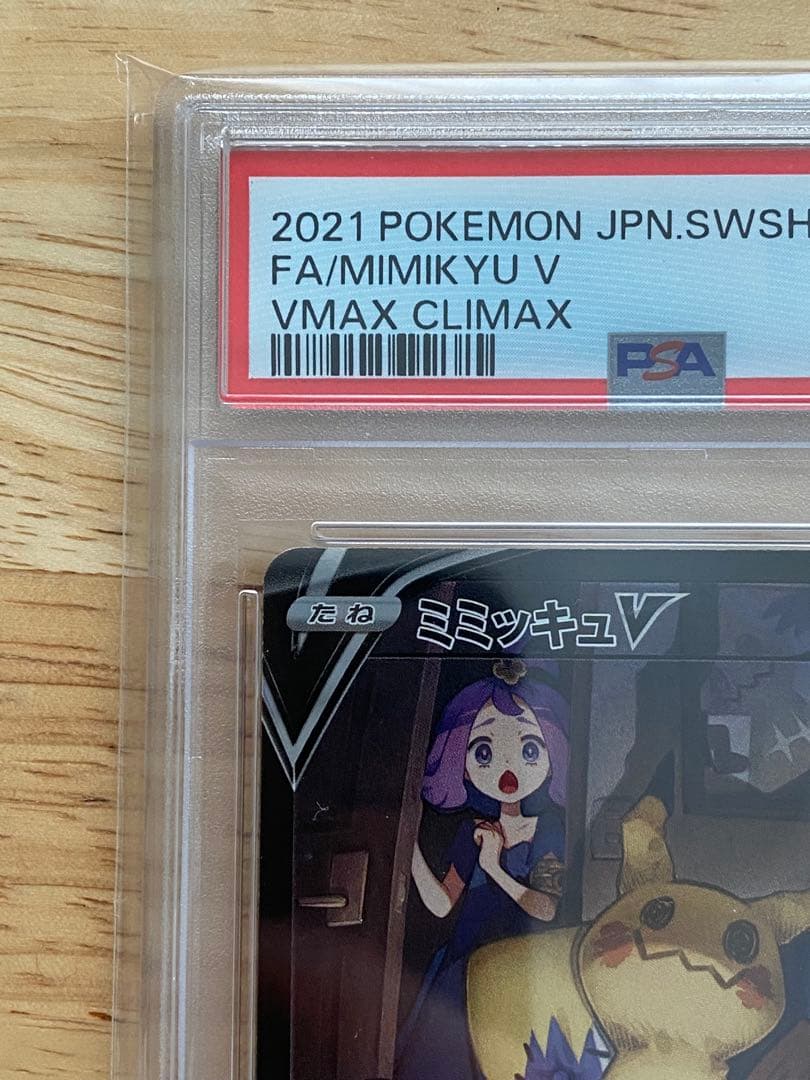 2021 POKEMON JPN.SWSH
FA/MIMIKYU V
VMAX CLIMAX
PSA
たね ミミッキュV